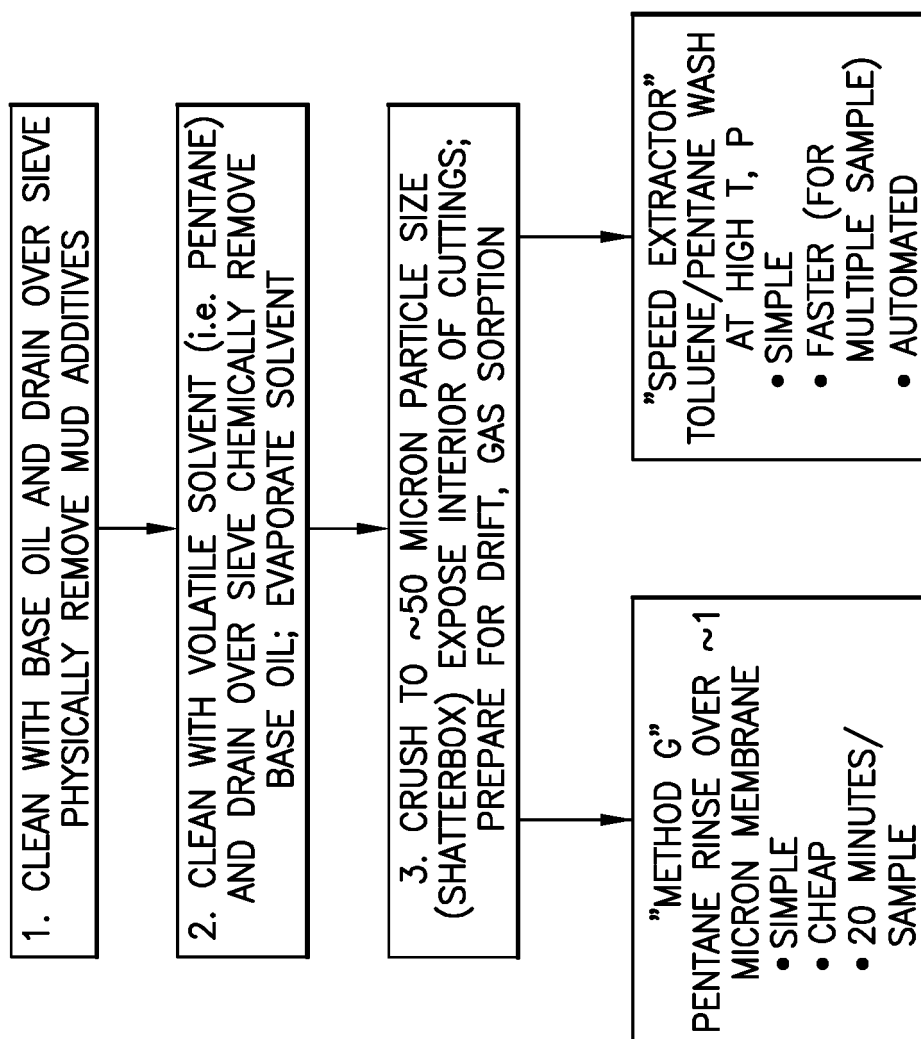 1. CLEAN WITH BASE OIL AND DRAIN OVER SIEVE
PHYSICALLY REMOVE MUD ADDITIVES
2. CLEAN WITH VOLATILE SOLVENT (i.e. PENTANE)
AND DRAIN OVER SIEVE CHEMICALLY REMOVE
BASE OIL; EVAPORATE SOLVENT
3. CRUSH TO ~50 MICRON PARTICLE SIZE
(SHATTERBOX) EXPOSE INTERIOR OF CUTTINGS;
PREPARE FOR DRIFT, GAS SORPTION
"METHOD G"
PENTANE RINSE OVER ~1
MICRON MEMBRANE
• SIMPLE
• CHEAP
• 20 MINUTES/
SAMPLE
"SPEED EXTRACTOR"
TOLUENE/PENTANE WASH
AT HIGH T, P
• SIMPLE
• FASTER (FOR
MULTIPLE SAMPLE)
• AUTOMATED